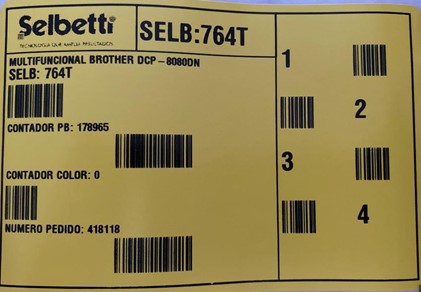 Selbetti
TECNOLOGIA QUE AMPLIA RESULTADOS
SELB:764T
MULTIFUNCIONAL BROTHER DCP-8080DN
SELB: 764T
CONTADOR PB: 178965
CONTADOR COLOR: 0
NUMERO PEDIDO: 418118
1
2
3
4